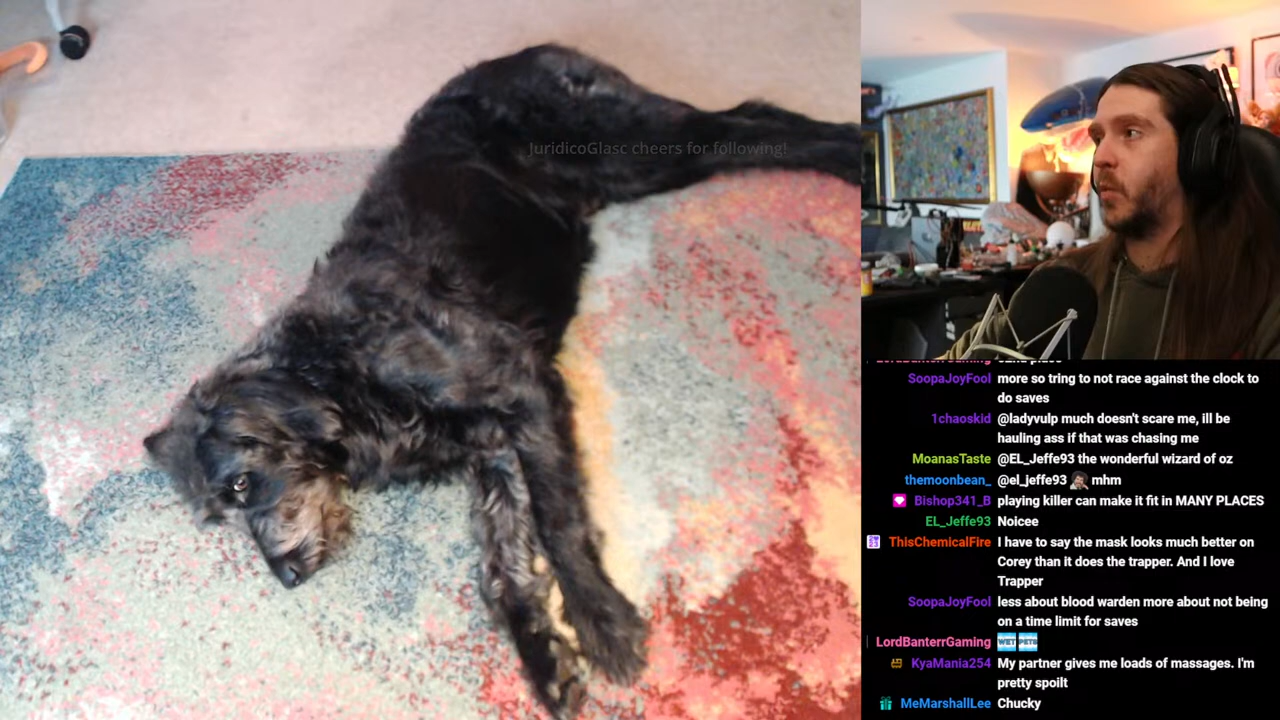 JuridicoGlasc cheers for following!
SoopaJoyFool more so tring to not race against the clock to
do saves
1chaoskid @ladyvulp much doesn't scare me, ill be
hauling ass if that was chasing me
MoanasTaste @EL_Jeffe93 the wonderful wizard of oz
themoonbean_ @el_jeffe93 mhm
Bishop341_B playing killer can make it fit in MANY PLACES
EL_Jeffe93 Noicee
ThisChemicalFire I have to say the mask looks much better on
Corey than it does the trapper. And I love
Trapper
SoopaJoyFool less about blood warden more about not being
on a time limit for saves
LordBanterrGaming WET PETS
KyaMania254 My partner gives me loads of massages. I'm
pretty spoilt
MeMarshallLee Chucky